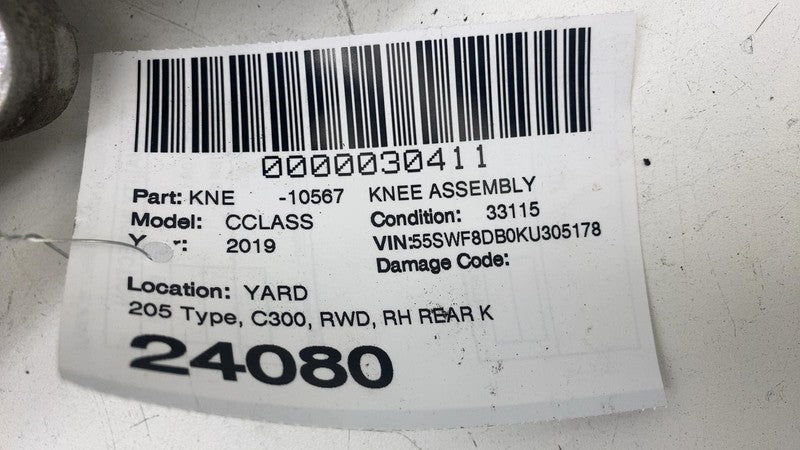 0000030411
Part: KNE -10567 KNEE ASSEMBLY
Model: CCLASS Condition: 33115
2019 VIN:55SWF8DB0KU305178
Damage Code:
Location: YARD
205 Type, C300, RWD, RH REAR K
24080